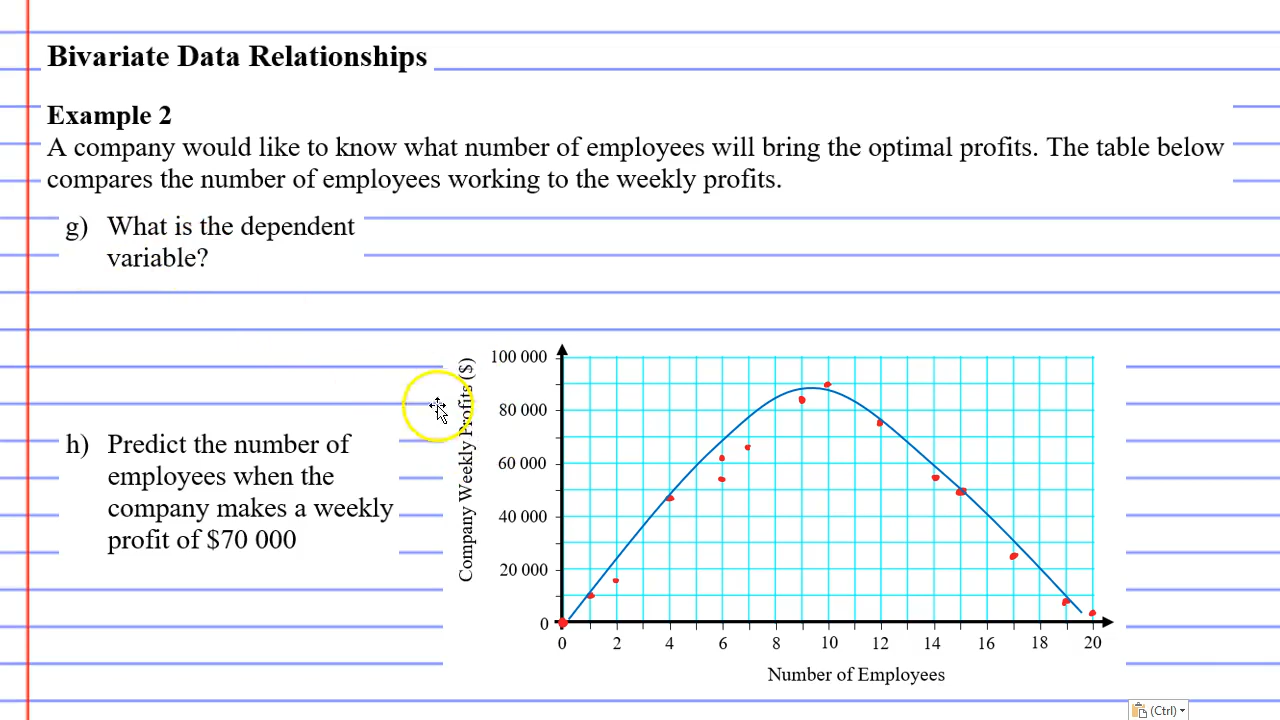 Bivariate Data Relationships
Example 2
A company would like to know what number of employees will bring the optimal profits. The table below
compares the number of employees working to the weekly profits.
g) What is the dependent
variable?
h) Predict the number of
employees when the
company makes a weekly
profit of $70 000
Company Weekly Profits ($)
100 000
80 000
60 000
40 000
20 000
0
0 2 4 6 8 10 12 14 16 18 20
Number of Employees
(Ctrl)